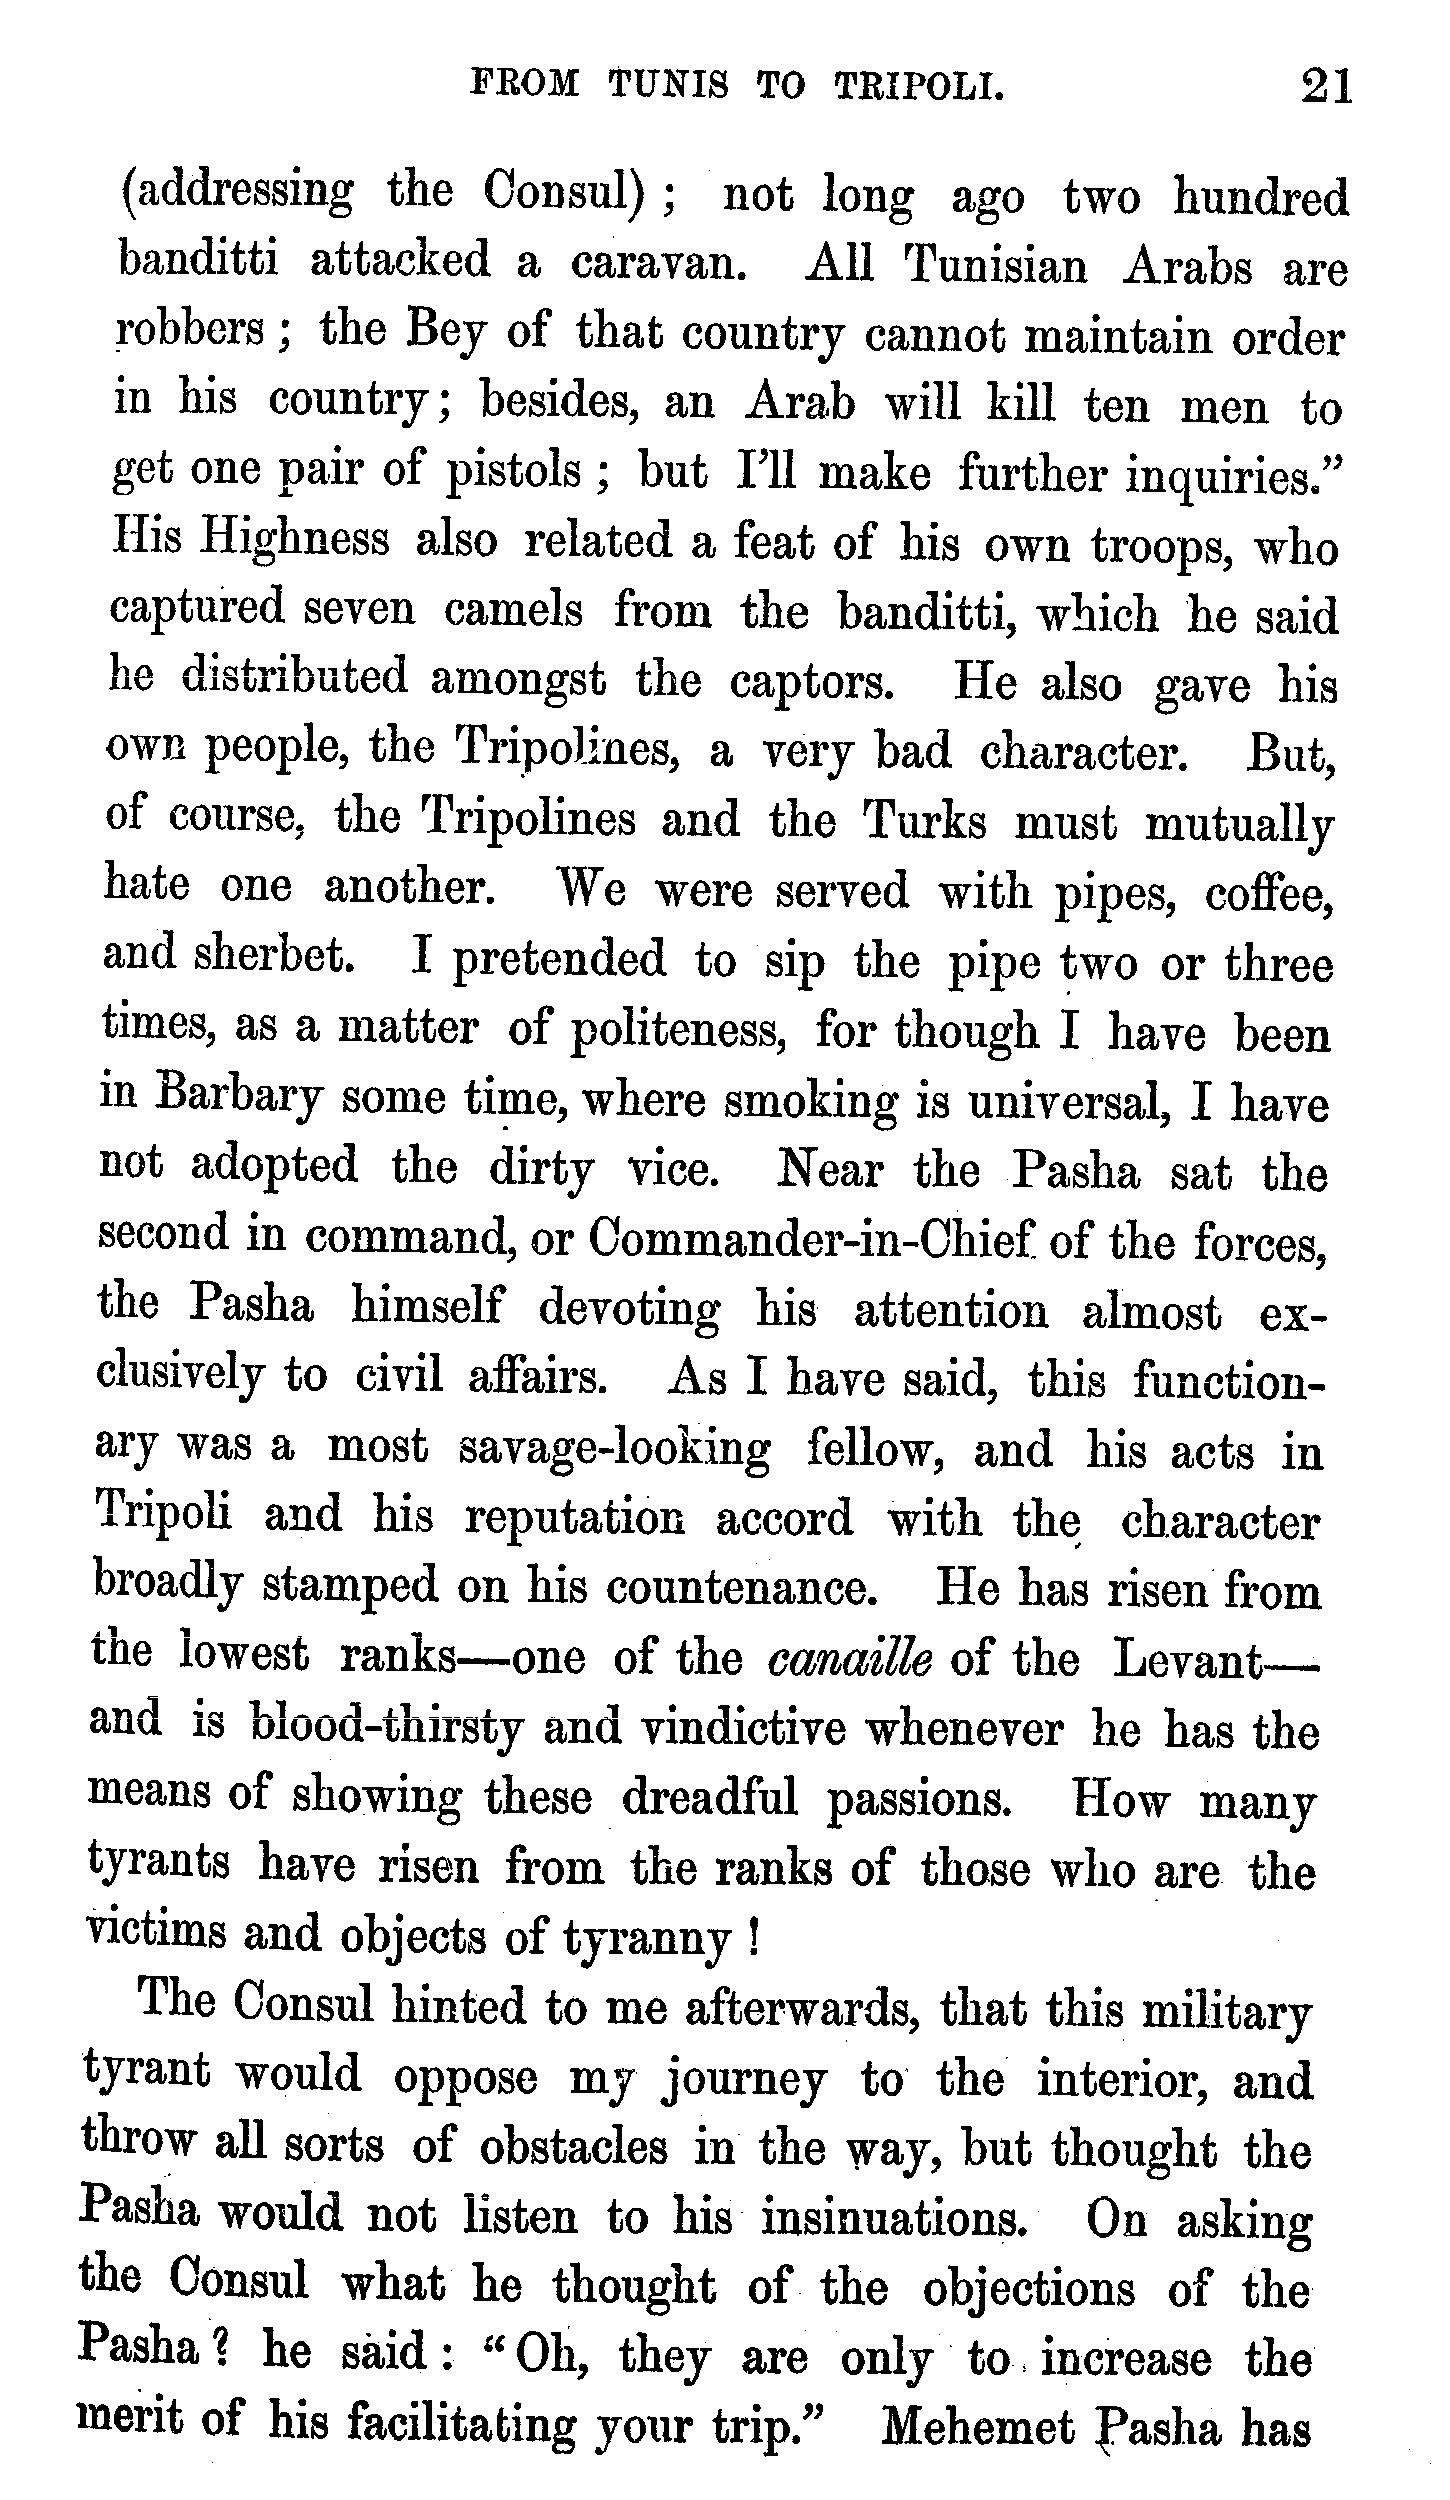 FROM TUNIS TO TRIPOLI. 21
(addressing the Consul) ; not long ago two hundred
banditti attacked a caravan. All Tunisian Arabs are
robbers ; the Bey of that country cannot maintain order
in his country; besides, an Arab will kill ten men to
get one pair of pistols ; but I'll make further inquiries."
His Highness also related a feat of his own troops, who
captured seven camels from the banditti, which he said
he distributed amongst the captors. He also gave his
own people, the Tripolines, a very bad character. But,
of course, the Tripolines and the Turks must mutually
hate one another. We were served with pipes, coffee,
and sherbet. I pretended to sip the pipe two or three
times, as a matter of politeness, for though I have been
in Barbary some time, where smoking is universal, I have
not adopted the dirty vice. Near the Pasha sat the
second in command, or Commander-in-Chief of the forces,
the Pasha himself devoting his attention almost ex-
clusively to civil affairs. As I have said, this function-
ary was a most savage-looking fellow, and his acts in
Tripoli and his reputation accord with the character
broadly stamped on his countenance. He has risen from
the lowest ranks—one of the canaille of the Levant—
and is blood-thirsty and vindictive whenever he has the
means of showing these dreadful passions. How many
tyrants have risen from the ranks of those who are the
victims and objects of tyranny !
The Consul hinted to me afterwards, that this military
tyrant would oppose my journey to the interior, and
throw all sorts of obstacles in the way, but thought the
Pasha would not listen to his insinuations. On asking
the Consul what he thought of the objections of the
Pasha ? he said : "Oh, they are only to increase the
merit of his facilitating your trip." Mehemet Pasha has